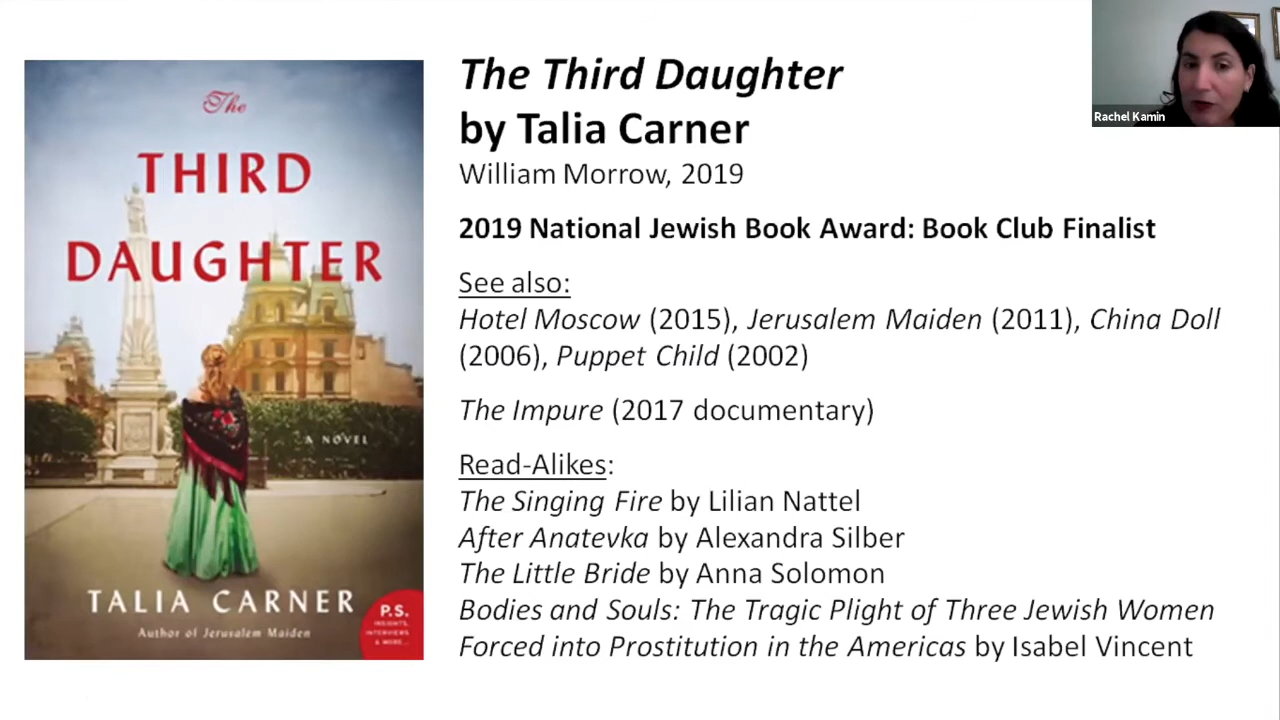 The
THIRD
DAUGHTER
A NOVEL
TALIA CARNER
Author of Jerusalem Maiden
P.S.
INSIGHTS,
INTERVIEWS
& MORE...
The Third Daughter
by Talia Carner
William Morrow, 2019
2019 National Jewish Book Award: Book Club Finalist
See also:
Hotel Moscow (2015), Jerusalem Maiden (2011), China Doll
(2006), Puppet Child (2002)
The Impure (2017 documentary)
Read-Alikes:
The Singing Fire by Lilian Nattel
After Anatevka by Alexandra Silber
The Little Bride by Anna Solomon
Bodies and Souls: The Tragic Plight of Three Jewish Women
Forced into Prostitution in the Americas by Isabel Vincent
Rachel Kamin